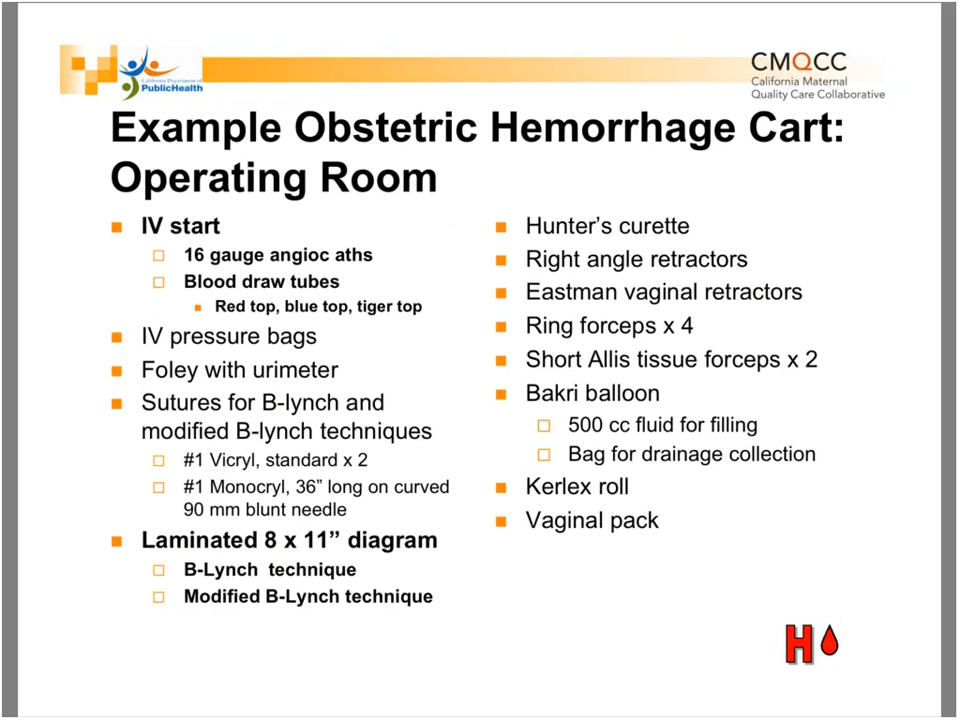 California Department of
PublicHealth
CMQCC
California Maternal
Quality Care Collaborative
Example Obstetric Hemorrhage Cart:
Operating Room
IV start
16 gauge angioc aths
Blood draw tubes
Red top, blue top, tiger top
IV pressure bags
Foley with urimeter
Sutures for B-lynch and
modified B-lynch techniques
#1 Vicryl, standard x 2
#1 Monocryl, 36” long on curved
90 mm blunt needle
Laminated 8 x 11” diagram
B-Lynch technique
Modified B-Lynch technique
Hunter’s curette
Right angle retractors
Eastman vaginal retractors
Ring forceps x 4
Short Allis tissue forceps x 2
Bakri balloon
500 cc fluid for filling
Bag for drainage collection
Kerlex roll
Vaginal pack
H